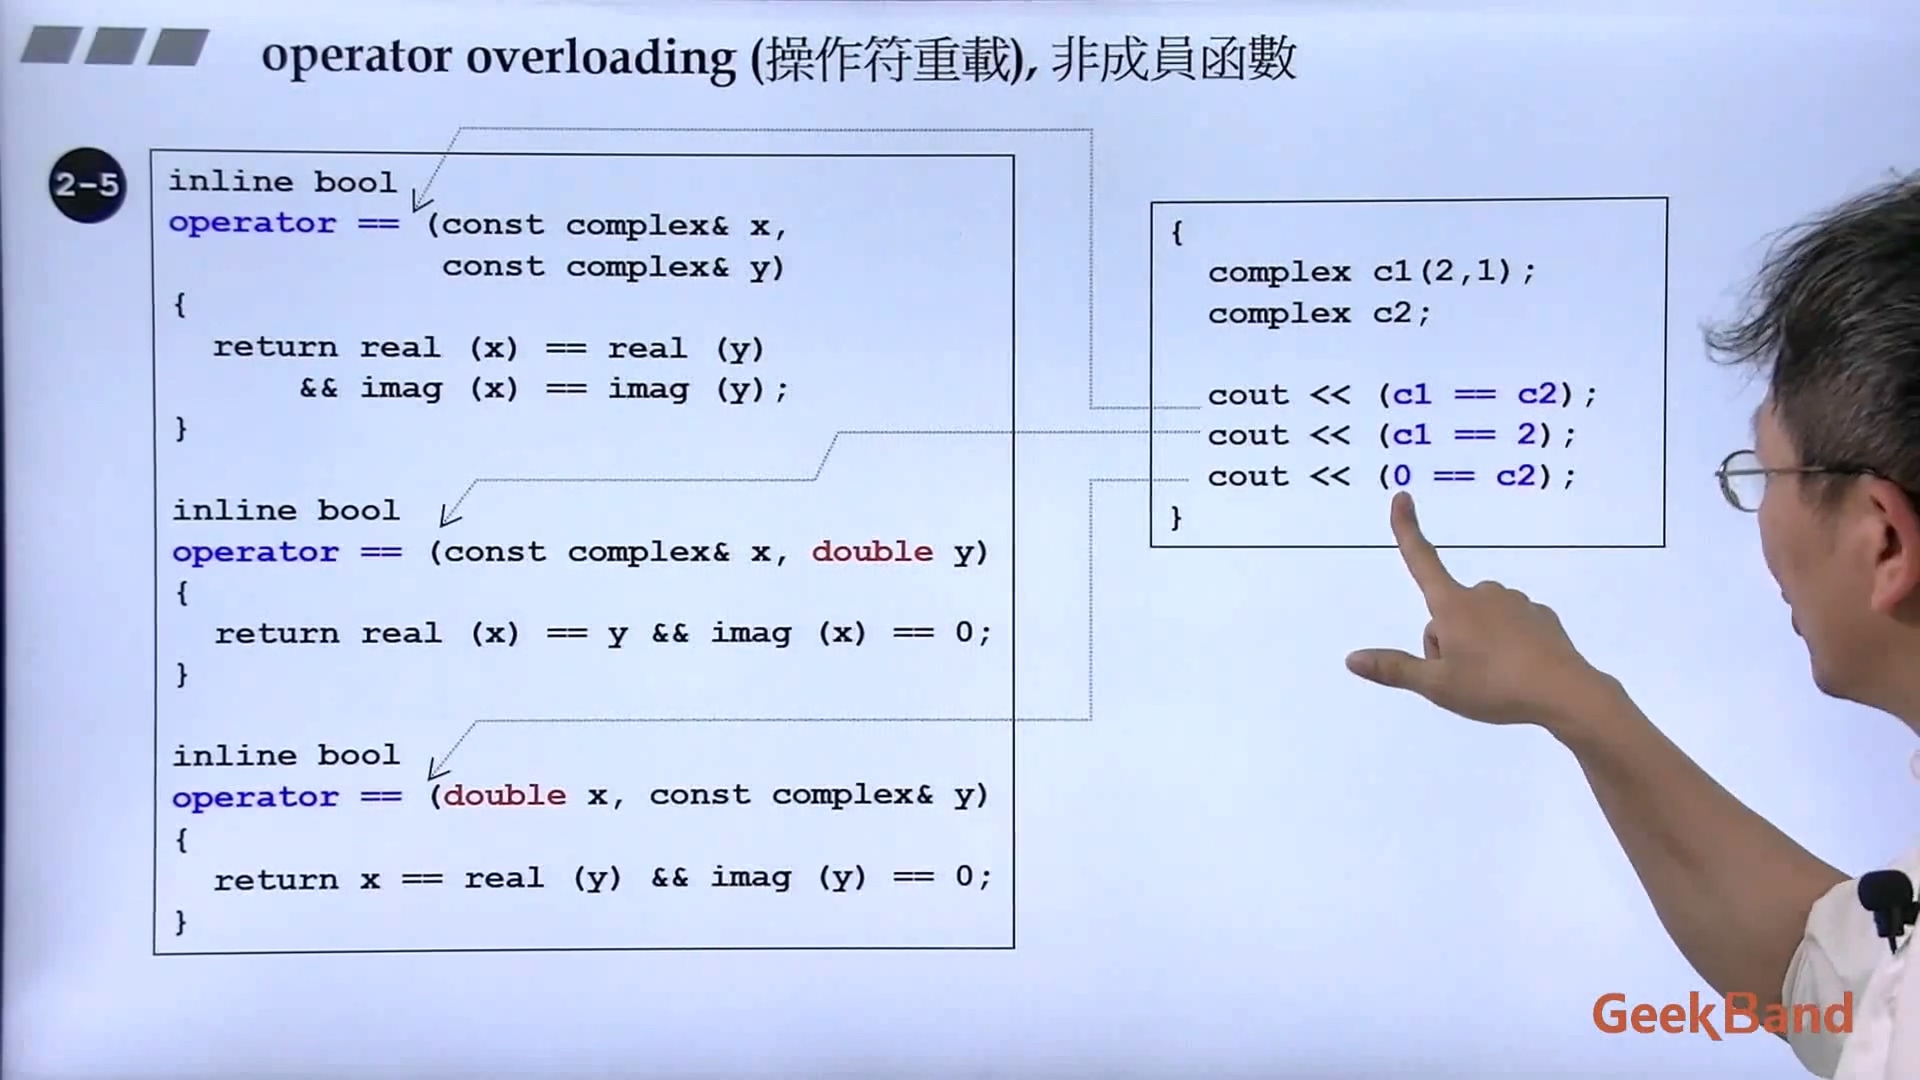 operator overloading (操作符重載), 非成員函數
2-5
inline bool
operator == (const complex& x,
const complex& y)
{
return real (x) == real (y)
&& imag (x) == imag (y);
}
inline bool
operator == (const complex& x, double y)
{
return real (x) == y && imag (x) == 0;
}
inline bool
operator == (double x, const complex& y)
{
return x == real (y) && imag (y) == 0;
}
{
complex c1(2,1);
complex c2;
cout << (c1 == c2);
cout << (c1 == 2);
cout << (0 == c2);
}
GeekBand